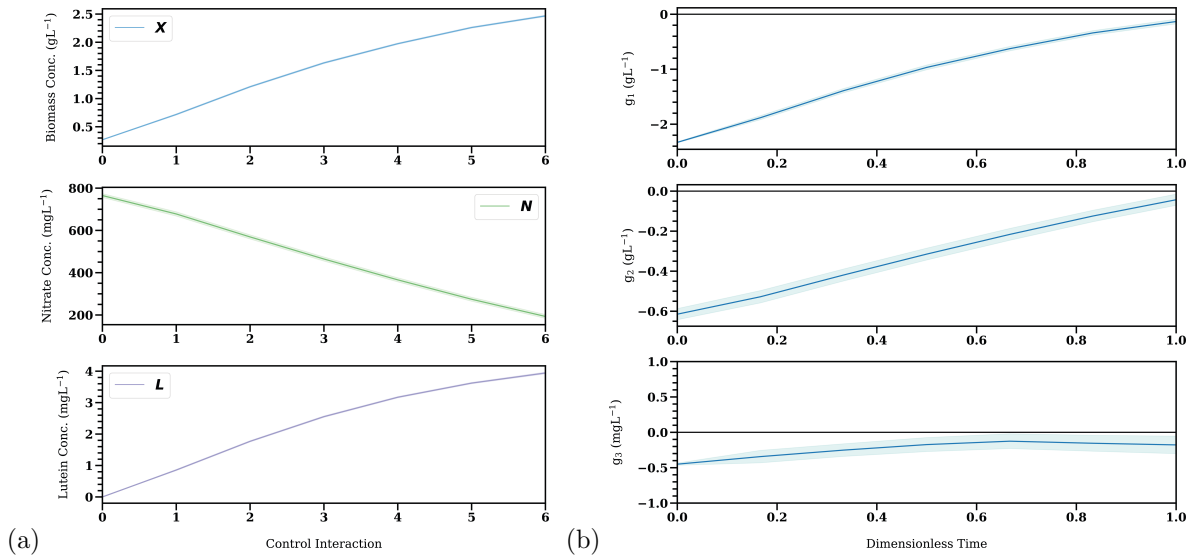 2.5
2.0
1.5
1.0
0.5
Biomass Conc. (gL⁻¹)
X
0 1 2 3 4 5 6
800
600
400
200
Nitrate Conc. (mgL⁻¹)
N
0 1 2 3 4 5 6
4
3
2
1
0
Lutein Conc. (mgL⁻¹)
L
0 1 2 3 4 5 6
Control Interaction
(a)
0
−1
−2
g₁ (gL⁻¹)
0.0 0.2 0.4 0.6 0.8 1.0
0.0
−0.2
−0.4
−0.6
g₂ (gL⁻¹)
0.0 0.2 0.4 0.6 0.8 1.0
1.0
0.5
0.0
−0.5
−1.0
g₃ (mgL⁻¹)
0.0 0.2 0.4 0.6 0.8 1.0
Dimensionless Time
(b)